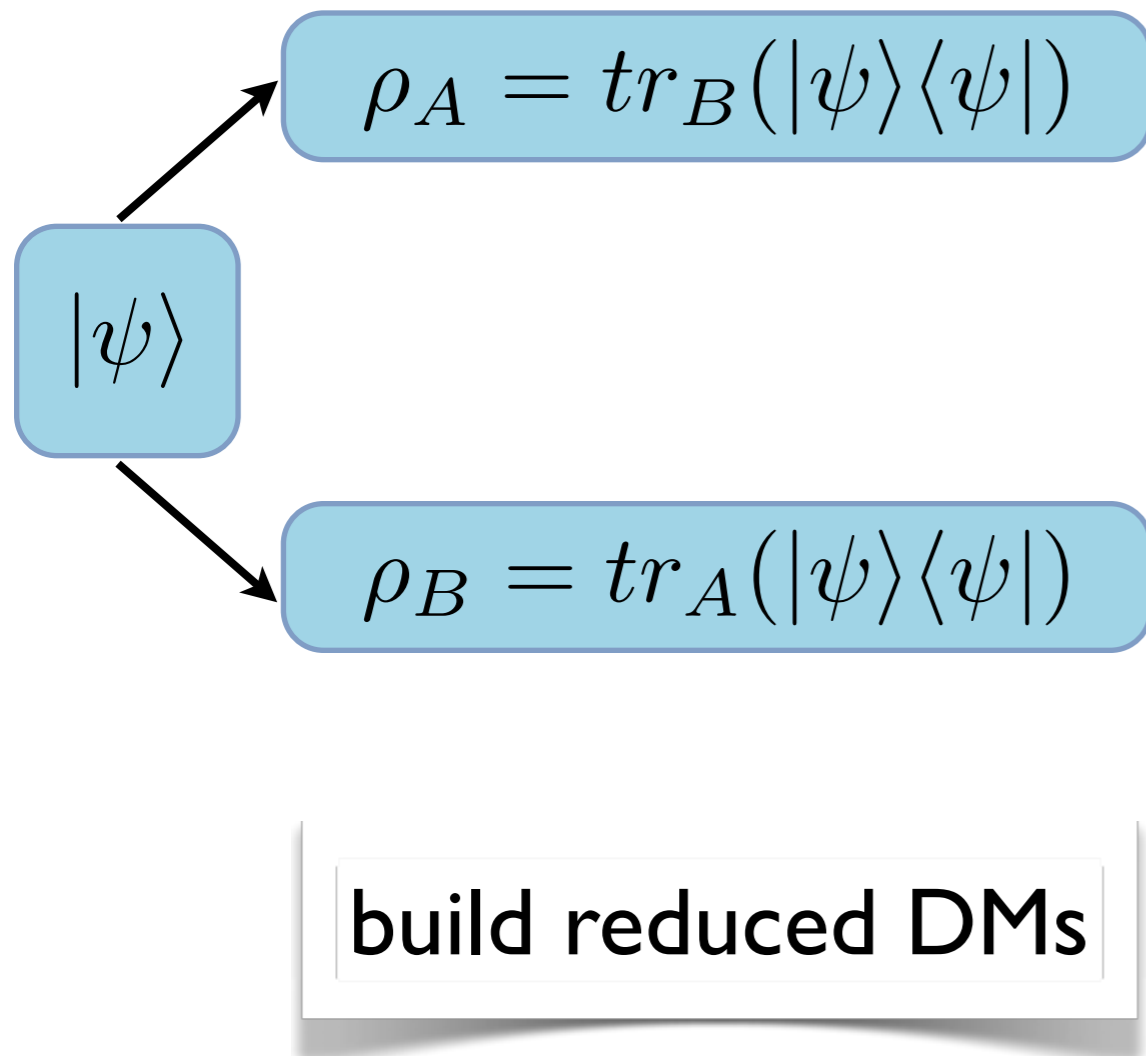 ρ_A = tr_B(|ψ⟩⟨ψ|)
|ψ⟩
ρ_B = tr_A(|ψ⟩⟨ψ|)
build reduced DMs